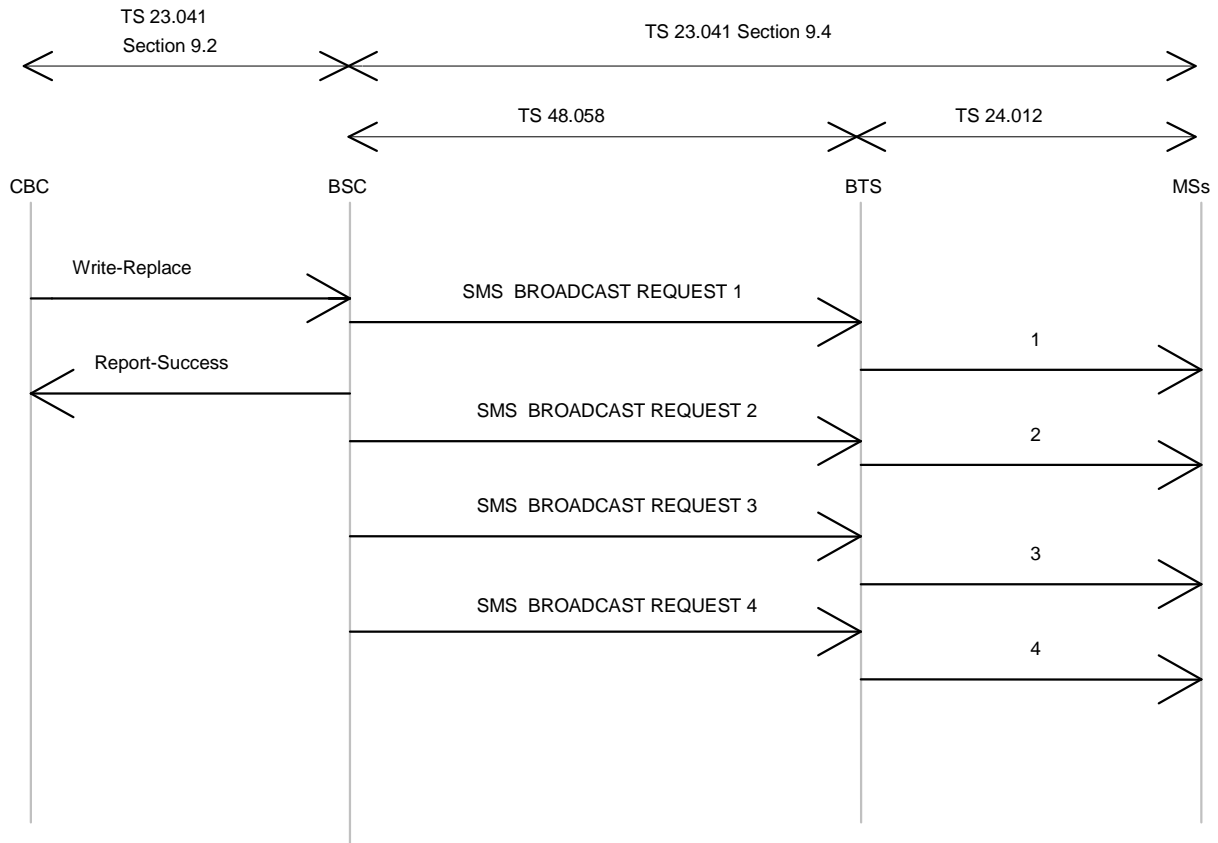 TS 23.041
Section 9.2
TS 23.041 Section 9.4
TS 48.058
TS 24.012
CBC
BSC
BTS
MSs
Write-Replace
SMS BROADCAST REQUEST 1
1
Report-Success
SMS BROADCAST REQUEST 2
2
SMS BROADCAST REQUEST 3
3
SMS BROADCAST REQUEST 4
4